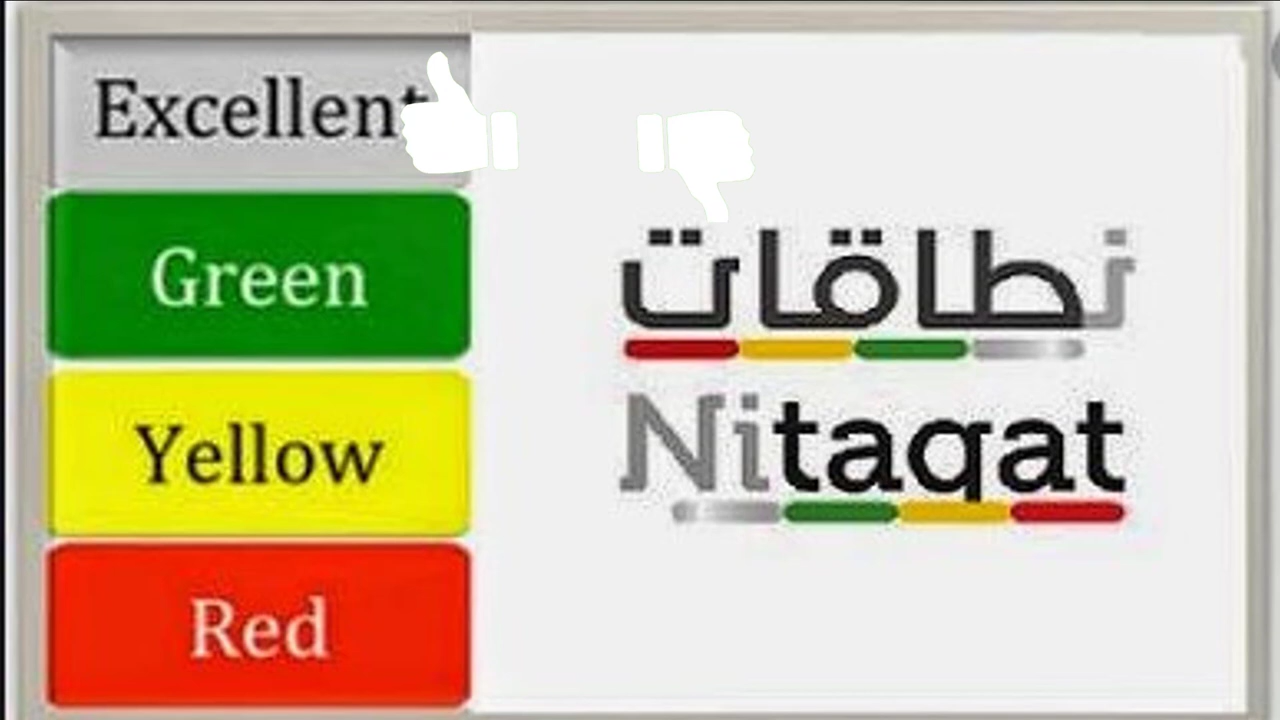 Excellent
Green
Yellow
Red
نطاقات
Nitaqat